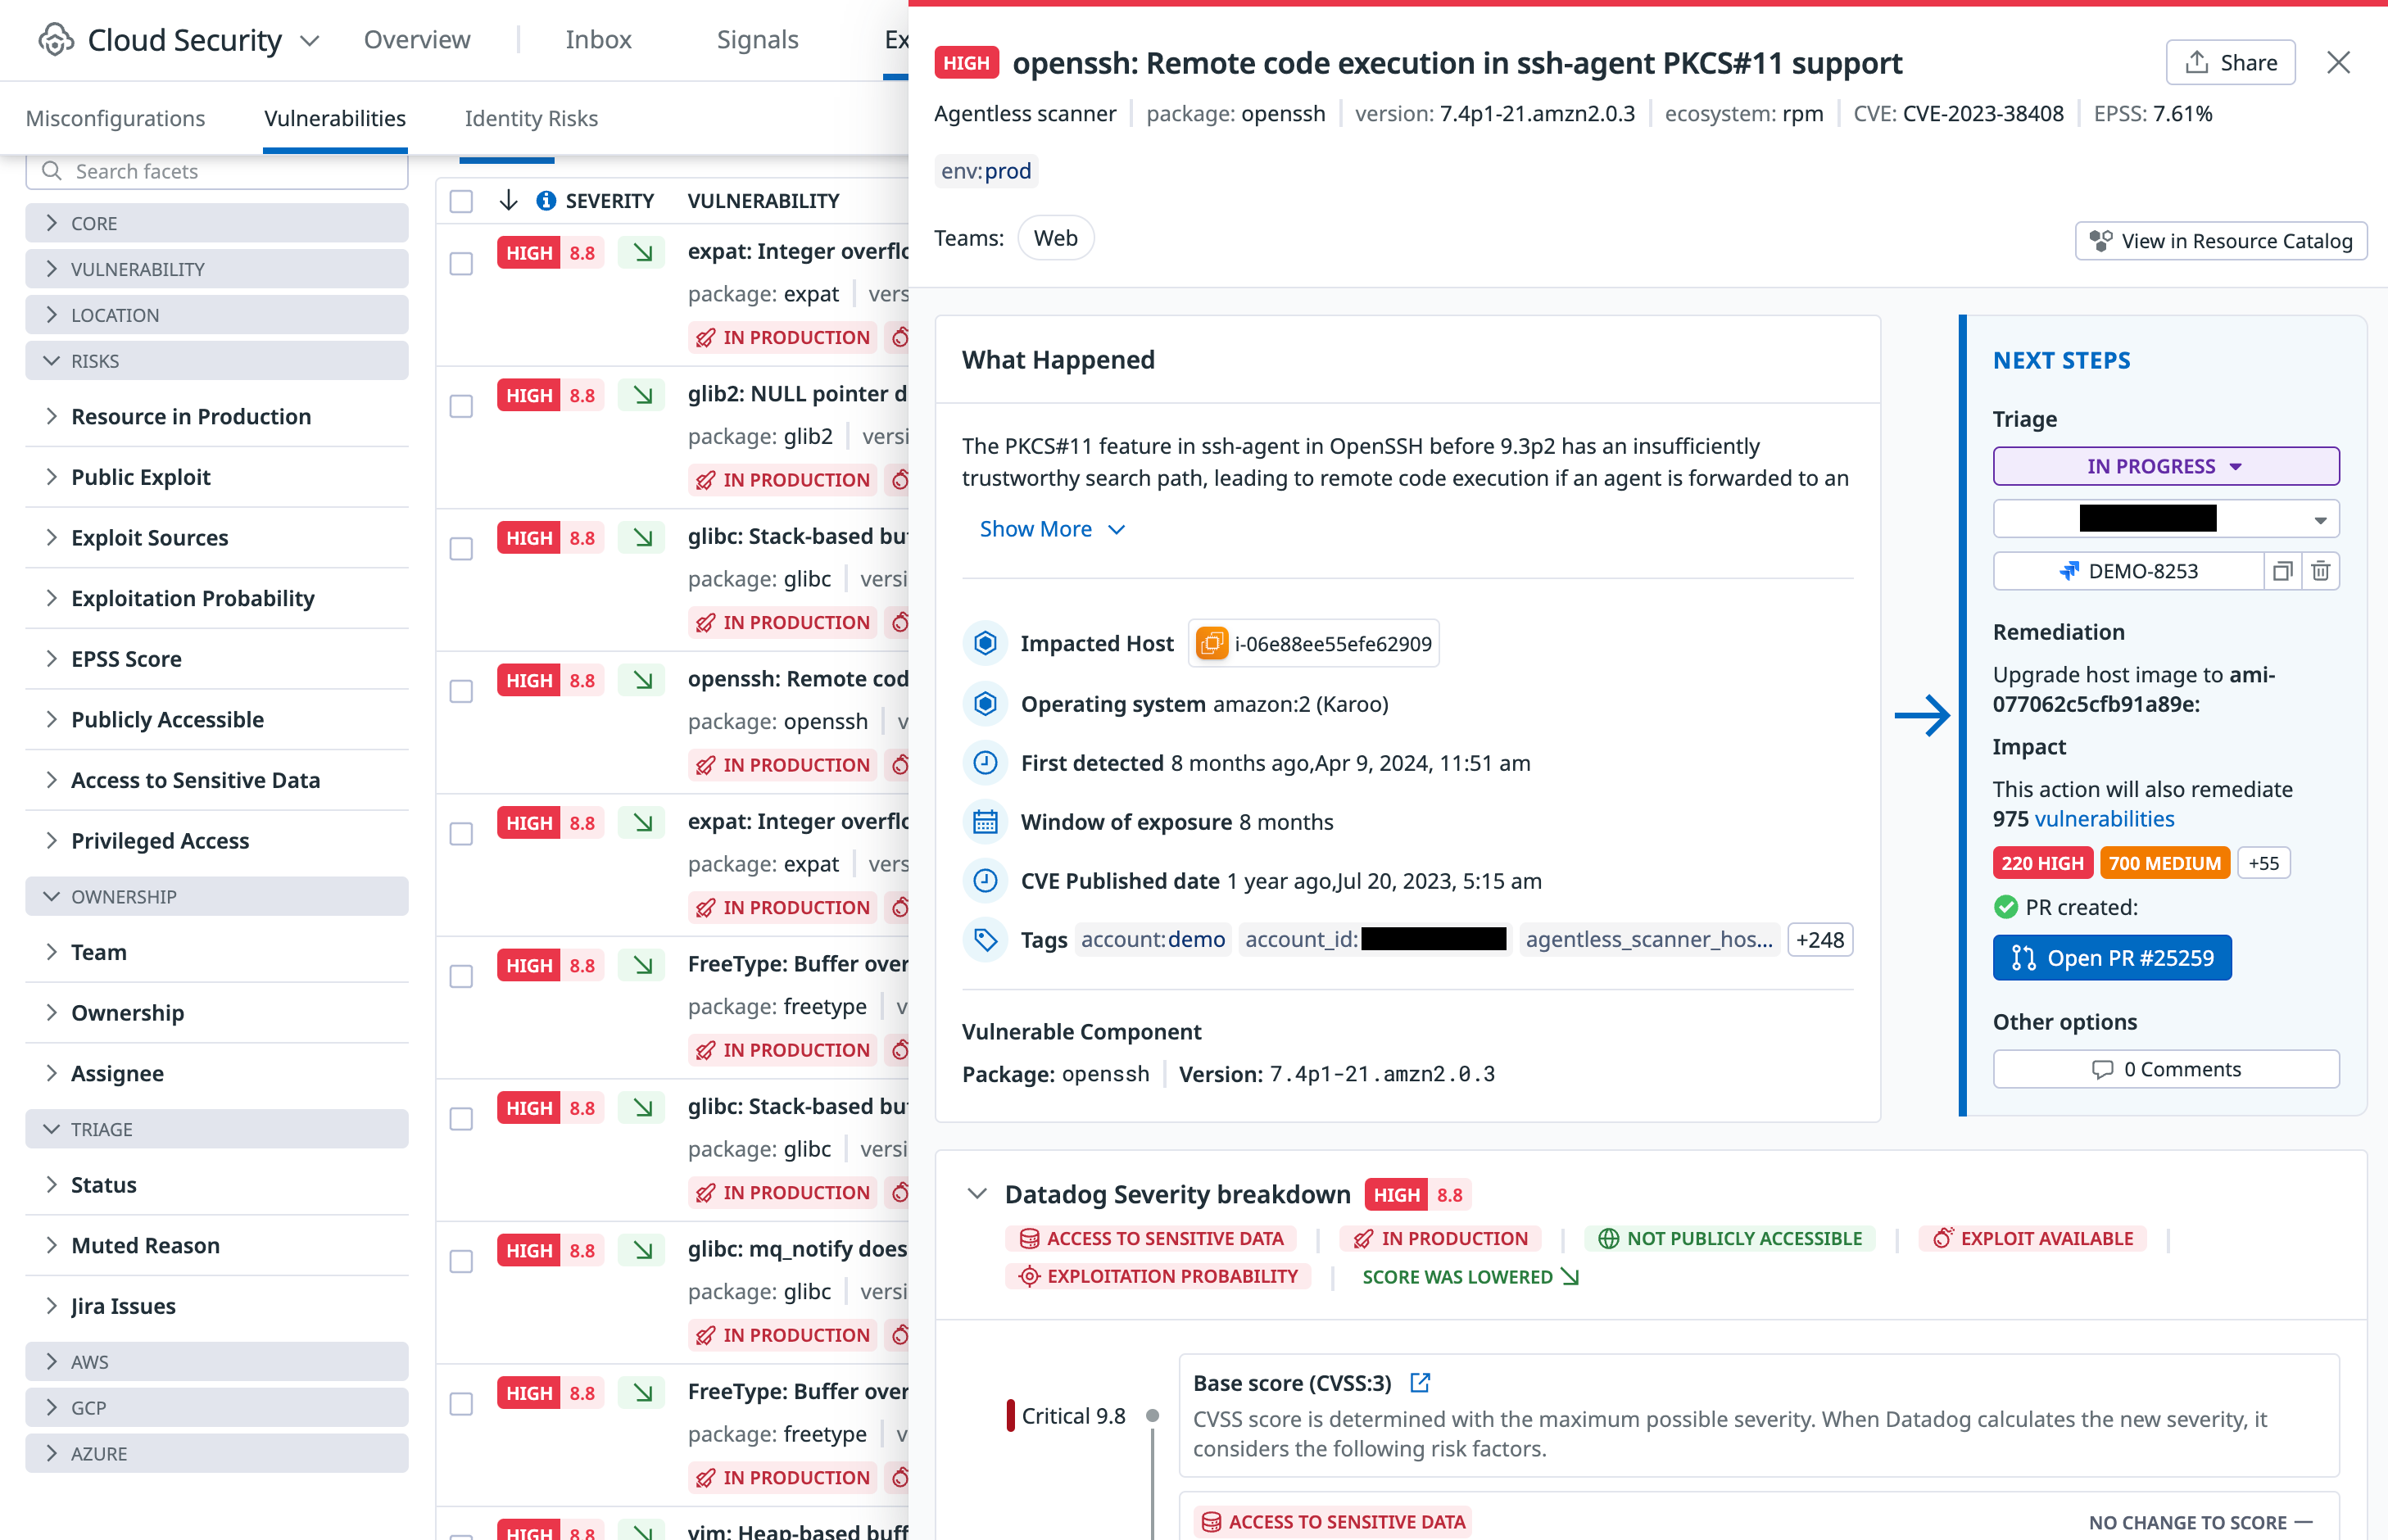 Cloud Security
Overview
Inbox
Signals
Ex
Misconfigurations
Vulnerabilities
Identity Risks
Search facets
CORE
VULNERABILITY
LOCATION
RISKS
Resource in Production
Public Exploit
Exploit Sources
Exploitation Probability
EPSS Score
Publicly Accessible
Access to Sensitive Data
Privileged Access
OWNERSHIP
Team
Ownership
Assignee
TRIAGE
Status
Muted Reason
Jira Issues
AWS
GCP
AZURE
SEVERITY VULNERABILITY
HIGH 8.8 expat: Integer overflo
package: expat vers
IN PRODUCTION
HIGH 8.8 glib2: NULL pointer d
package: glib2 versi
IN PRODUCTION
HIGH 8.8 glibc: Stack-based bu
package: glibc versi
IN PRODUCTION
HIGH 8.8 openssh: Remote cod
package: openssh v
IN PRODUCTION
HIGH 8.8 expat: Integer overflo
package: expat vers
IN PRODUCTION
HIGH 8.8 FreeType: Buffer over
package: freetype v
IN PRODUCTION
HIGH 8.8 glibc: Stack-based bu
package: glibc versi
IN PRODUCTION
HIGH 8.8 glibc: mq_notify does
package: glibc versi
IN PRODUCTION
HIGH 8.8 FreeType: Buffer over
package: freetype v
IN PRODUCTION
HIGH 8.8 vim: Heap-based buff
HIGH openssh: Remote code execution in ssh-agent PKCS#11 support
Share
Agentless scanner package: openssh version: 7.4p1-21.amzn2.0.3 ecosystem: rpm CVE: CVE-2023-38408 EPSS: 7.61%
env:prod
Teams: Web
View in Resource Catalog
What Happened
The PKCS#11 feature in ssh-agent in OpenSSH before 9.3p2 has an insufficiently
trustworthy search path, leading to remote code execution if an agent is forwarded to an
Show More
Impacted Host i-06e88ee55efe62909
Operating system amazon:2 (Karoo)
First detected 8 months ago,Apr 9, 2024, 11:51 am
Window of exposure 8 months
CVE Published date 1 year ago,Jul 20, 2023, 5:15 am
Tags account:demo account_id: agentless_scanner_hos... +248
Vulnerable Component
Package: openssh Version: 7.4p1-21.amzn2.0.3
NEXT STEPS
Triage
IN PROGRESS
DEMO-8253
Remediation
Upgrade host image to ami-
077062c5cfb91a89e:
Impact
This action will also remediate
975 vulnerabilities
220 HIGH 700 MEDIUM +55
PR created:
Open PR #25259
Other options
0 Comments
Datadog Severity breakdown HIGH 8.8
ACCESS TO SENSITIVE DATA IN PRODUCTION NOT PUBLICLY ACCESSIBLE EXPLOIT AVAILABLE
EXPLOITATION PROBABILITY SCORE WAS LOWERED
Critical 9.8
Base score (CVSS:3)
CVSS score is determined with the maximum possible severity. When Datadog calculates the new severity, it
considers the following risk factors.
ACCESS TO SENSITIVE DATA NO CHANGE TO SCORE